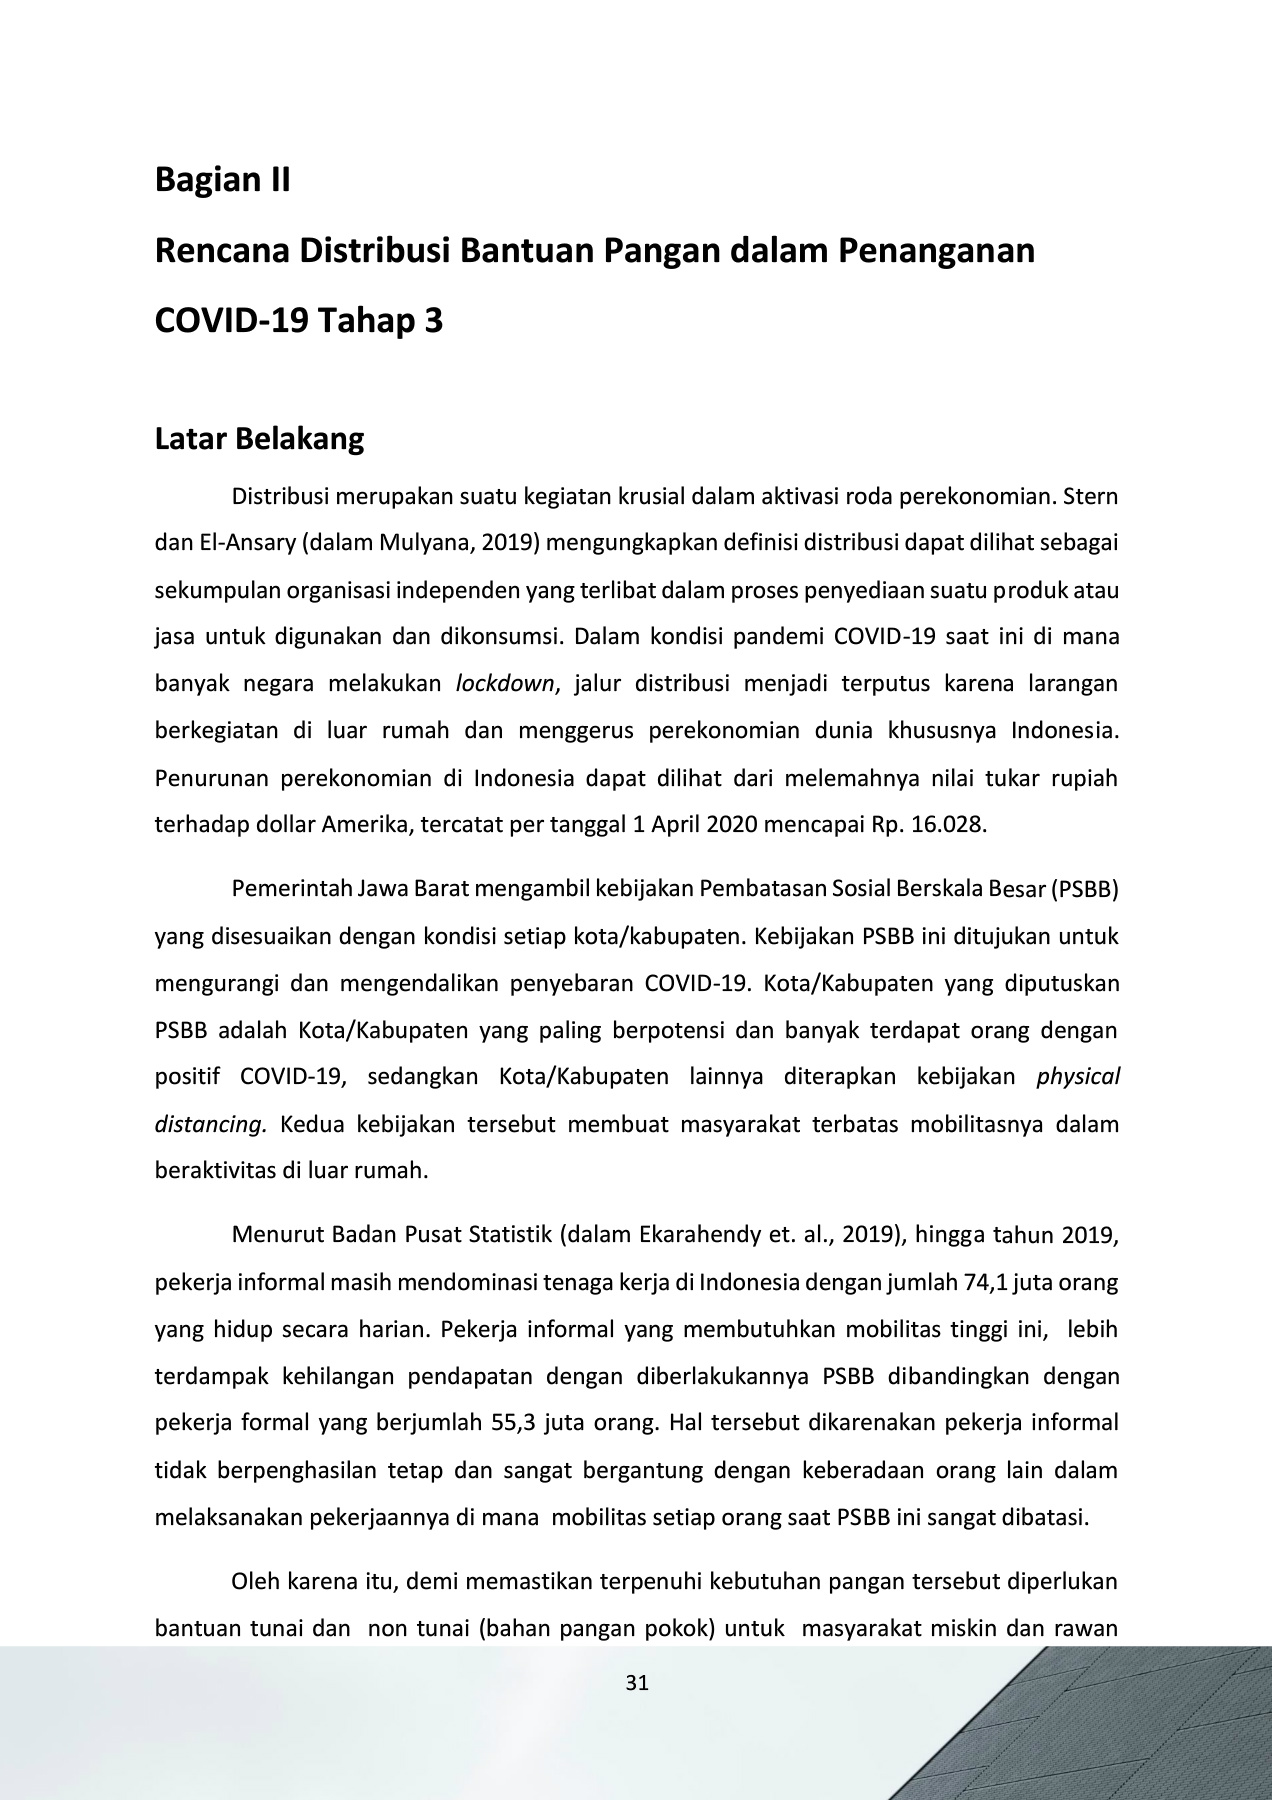 Bagian II
Rencana Distribusi Bantuan Pangan dalam Penanganan
COVID-19 Tahap 3
Latar Belakang
Distribusi merupakan suatu kegiatan krusial dalam aktivasi roda perekonomian. Stern
dan El-Ansary (dalam Mulyana, 2019) mengungkapkan definisi distribusi dapat dilihat sebagai
sekumpulan organisasi independen yang terlibat dalam proses penyediaan suatu produk atau
jasa untuk digunakan dan dikonsumsi. Dalam kondisi pandemi COVID-19 saat ini di mana
banyak negara melakukan lockdown, jalur distribusi menjadi terputus karena larangan
berkegiatan di luar rumah dan menggerus perekonomian dunia khususnya Indonesia.
Penurunan perekonomian di Indonesia dapat dilihat dari melemahnya nilai tukar rupiah
terhadap dollar Amerika, tercatat per tanggal 1 April 2020 mencapai Rp. 16.028.
Pemerintah Jawa Barat mengambil kebijakan Pembatasan Sosial Berskala Besar (PSBB)
yang disesuaikan dengan kondisi setiap kota/kabupaten. Kebijakan PSBB ini ditujukan untuk
mengurangi dan mengendalikan penyebaran COVID-19. Kota/Kabupaten yang diputuskan
PSBB adalah Kota/Kabupaten yang paling berpotensi dan banyak terdapat orang dengan
positif COVID-19, sedangkan Kota/Kabupaten lainnya diterapkan kebijakan physical
distancing. Kedua kebijakan tersebut membuat masyarakat terbatas mobilitasnya dalam
beraktivitas di luar rumah.
Menurut Badan Pusat Statistik (dalam Ekarahendy et. al., 2019), hingga tahun 2019,
pekerja informal masih mendominasi tenaga kerja di Indonesia dengan jumlah 74,1 juta orang
yang hidup secara harian. Pekerja informal yang membutuhkan mobilitas tinggi ini, lebih
terdampak kehilangan pendapatan dengan diberlakukannya PSBB dibandingkan dengan
pekerja formal yang berjumlah 55,3 juta orang. Hal tersebut dikarenakan pekerja informal
tidak berpenghasilan tetap dan sangat bergantung dengan keberadaan orang lain dalam
melaksanakan pekerjaannya di mana mobilitas setiap orang saat PSBB ini sangat dibatasi.
Oleh karena itu, demi memastikan terpenuhi kebutuhan pangan tersebut diperlukan
bantuan tunai dan non tunai (bahan pangan pokok) untuk masyarakat miskin dan rawan
31